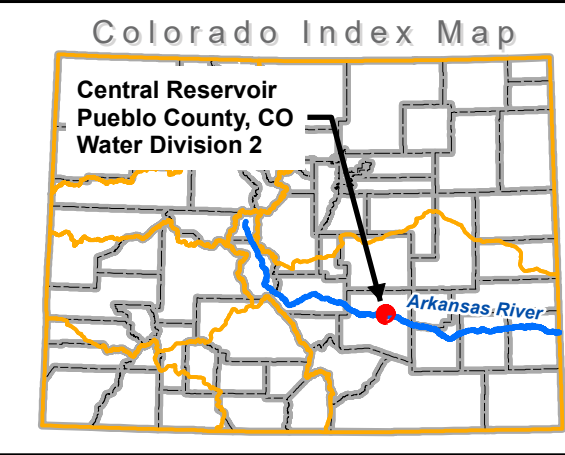 Colorado Index Map
Central Reservoir
Pueblo County, CO
Water Division 2
Arkansas River